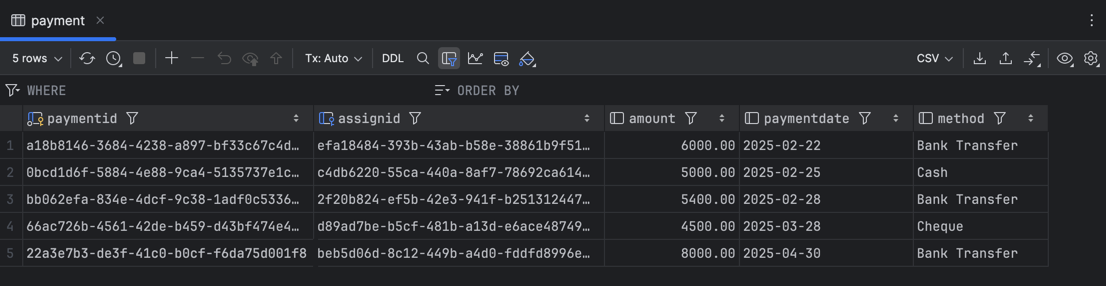 payment
5 rows Tx: Auto DDL CSV
WHERE ORDER BY
paymentid assignid amount paymentdate method
1 a18b8146-3684-4238-a897-bf33c67c4d… efa18484-393b-43ab-b58e-38861b9f51… 6000.00 2025-02-22 Bank Transfer
2 0bcd1d6f-5884-4e88-9ca4-5135737e1c… c4db6220-55ca-440a-8af7-78692ca614… 5000.00 2025-02-25 Cash
3 bb062efa-834e-4dcf-9c38-1adf0c5336… 2f20b824-ef5b-42e3-941f-b251312447… 5400.00 2025-02-28 Bank Transfer
4 66ac726b-4561-42de-b459-d43bf474e4… d89ad7be-b5cf-481b-a13d-e6ace48749… 4500.00 2025-03-28 Cheque
5 22a3e7b3-de3f-41c0-b0cf-f6da75d001f8 beb5d06d-8c12-449b-a4d0-fddfd8996e… 8000.00 2025-04-30 Bank Transfer